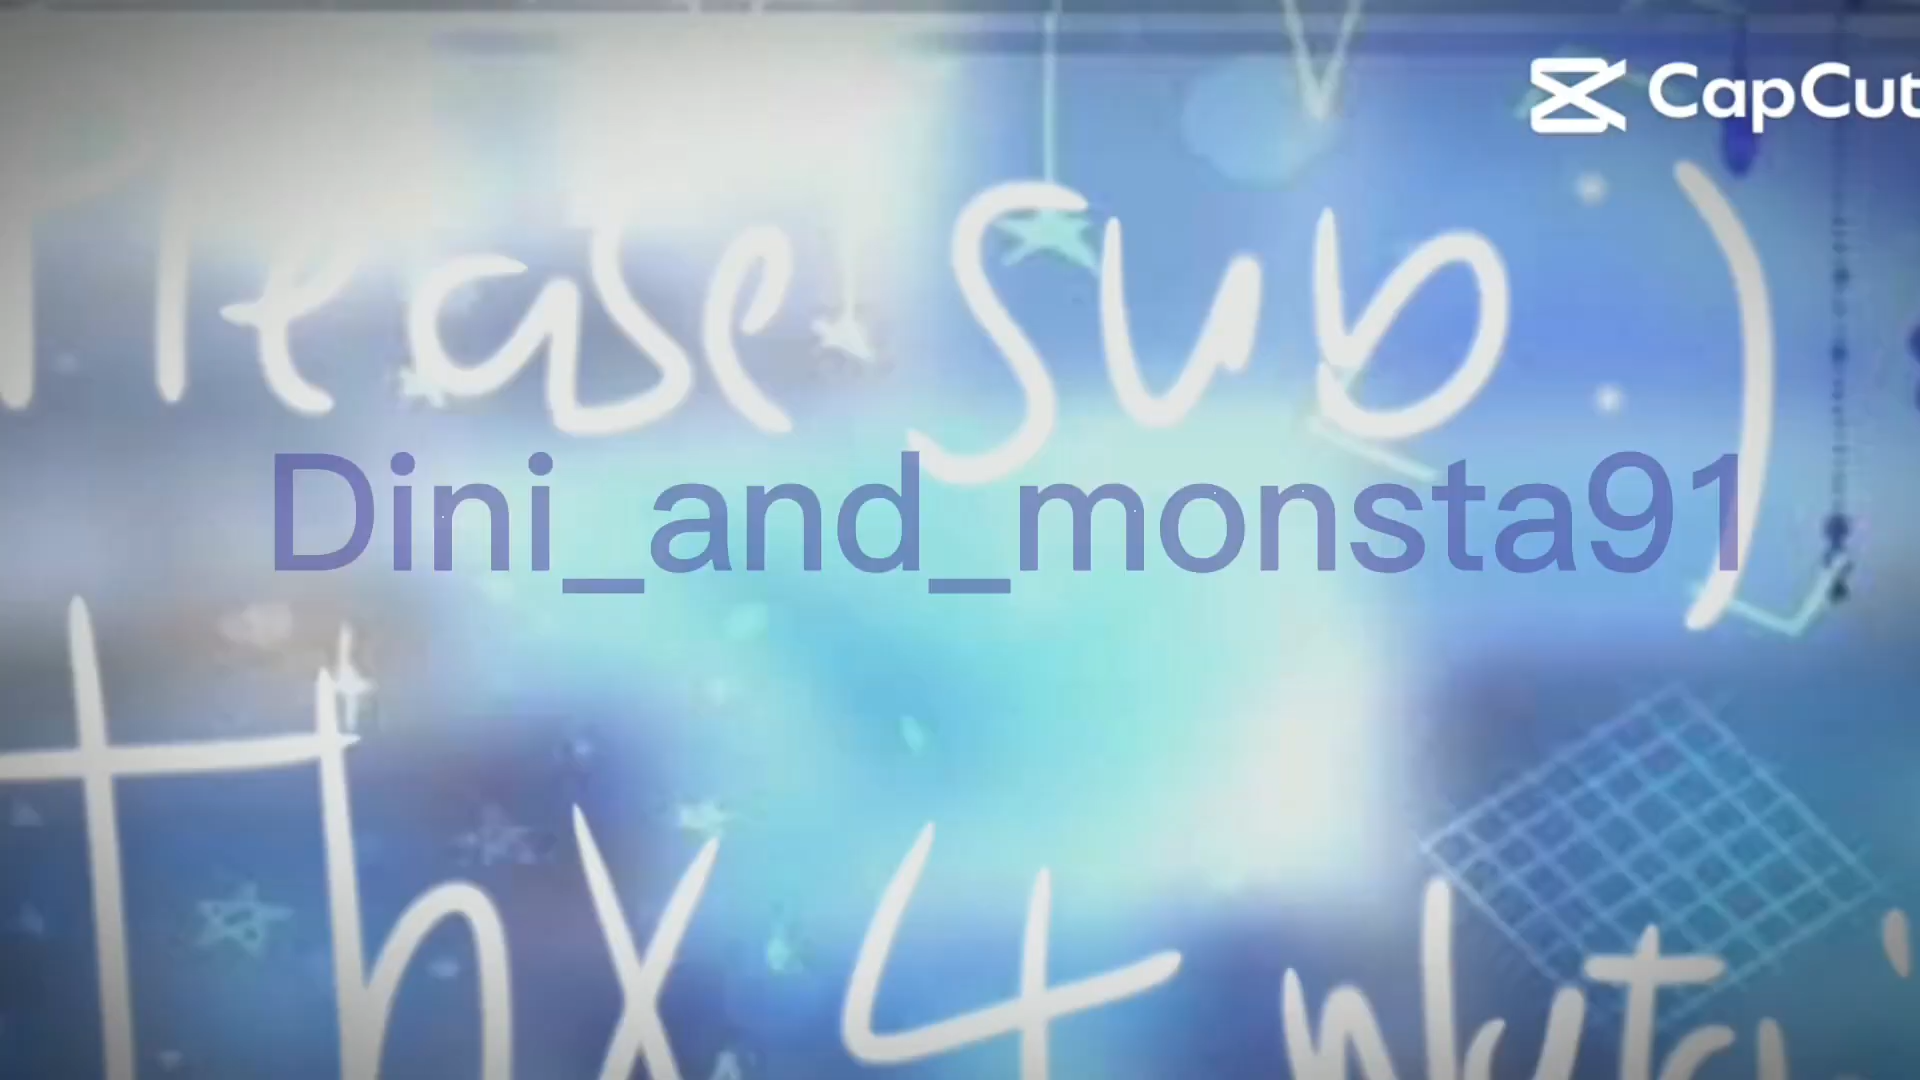 CapCut
Please sub )
Dini_and_monsta91
thx 4